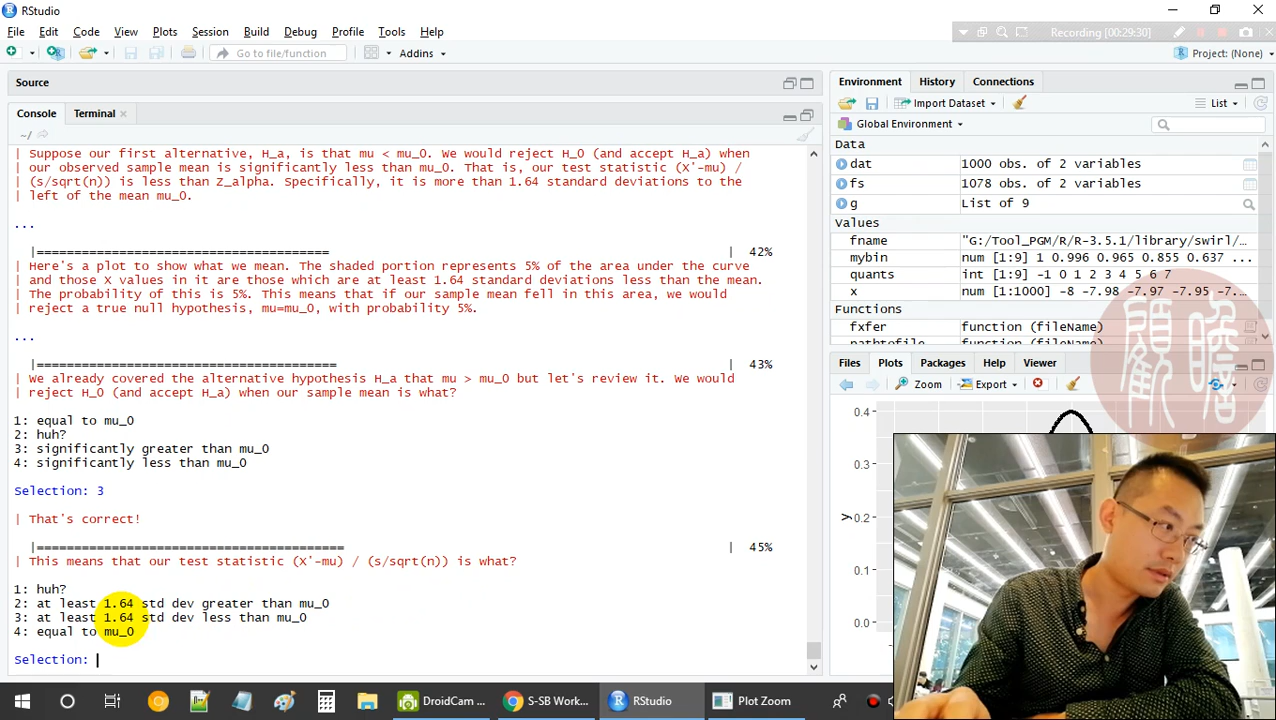 RStudio
File Edit Code View Plots Session Build Debug Profile Tools Help
Recording [00:29:30]
Go to file/function
Addins
Project: (None)
Source
Console Terminal
~/
| Suppose our first alternative, H_a, is that mu < mu_0. We would reject H_0 (and accept H_a) when
| our observed sample mean is significantly less than mu_0. That is, our test statistic (X'-mu) /
| (s/sqrt(n)) is less than Z_alpha. Specifically, it is more than 1.64 standard deviations to the
| left of the mean mu_0.
...
|======================================= | 42%
| Here's a plot to show what we mean. The shaded portion represents 5% of the area under the curve
| and those X values in it are those which are at least 1.64 standard deviations less than the mean.
| The probability of this is 5%. This means that if our sample mean fell in this area, we would
| reject a true null hypothesis, mu=mu_0, with probability 5%.
...
|======================================== | 43%
| We already covered the alternative hypothesis H_a that mu > mu_0 but let's review it. We would
| reject H_0 (and accept H_a) when our sample mean is what?
1: equal to mu_0
2: huh?
3: significantly greater than mu_0
4: significantly less than mu_0
Selection: 3
| That's correct!
|========================================= | 45%
| This means that our test statistic (X'-mu) / (s/sqrt(n)) is what?
1: huh?
2: at least 1.64 std dev greater than mu_0
3: at least 1.64 std dev less than mu_0
4: equal to mu_0
Selection:
Environment History Connections
Import Dataset List
Global Environment
Data
dat 1000 obs. of 2 variables
fs 1078 obs. of 2 variables
g List of 9
Values
fname "G:/Tool_PGM/R/R-3.5.1/library/swirl/…
mybin num [1:9] 1 0.996 0.965 0.855 0.637 ...
quants int [1:9] -1 0 1 2 3 4 5 6 7
x num [1:1000] -8 -7.98 -7.97 -7.95 -7.…
Functions
fxfer function (fileName)
function (fileName)
Files Plots Packages Help Viewer
Zoom Export
0.4
0.3
0.2
0.1
0.0
y
DroidCam ...
S-SB Work...
RStudio
Plot Zoom